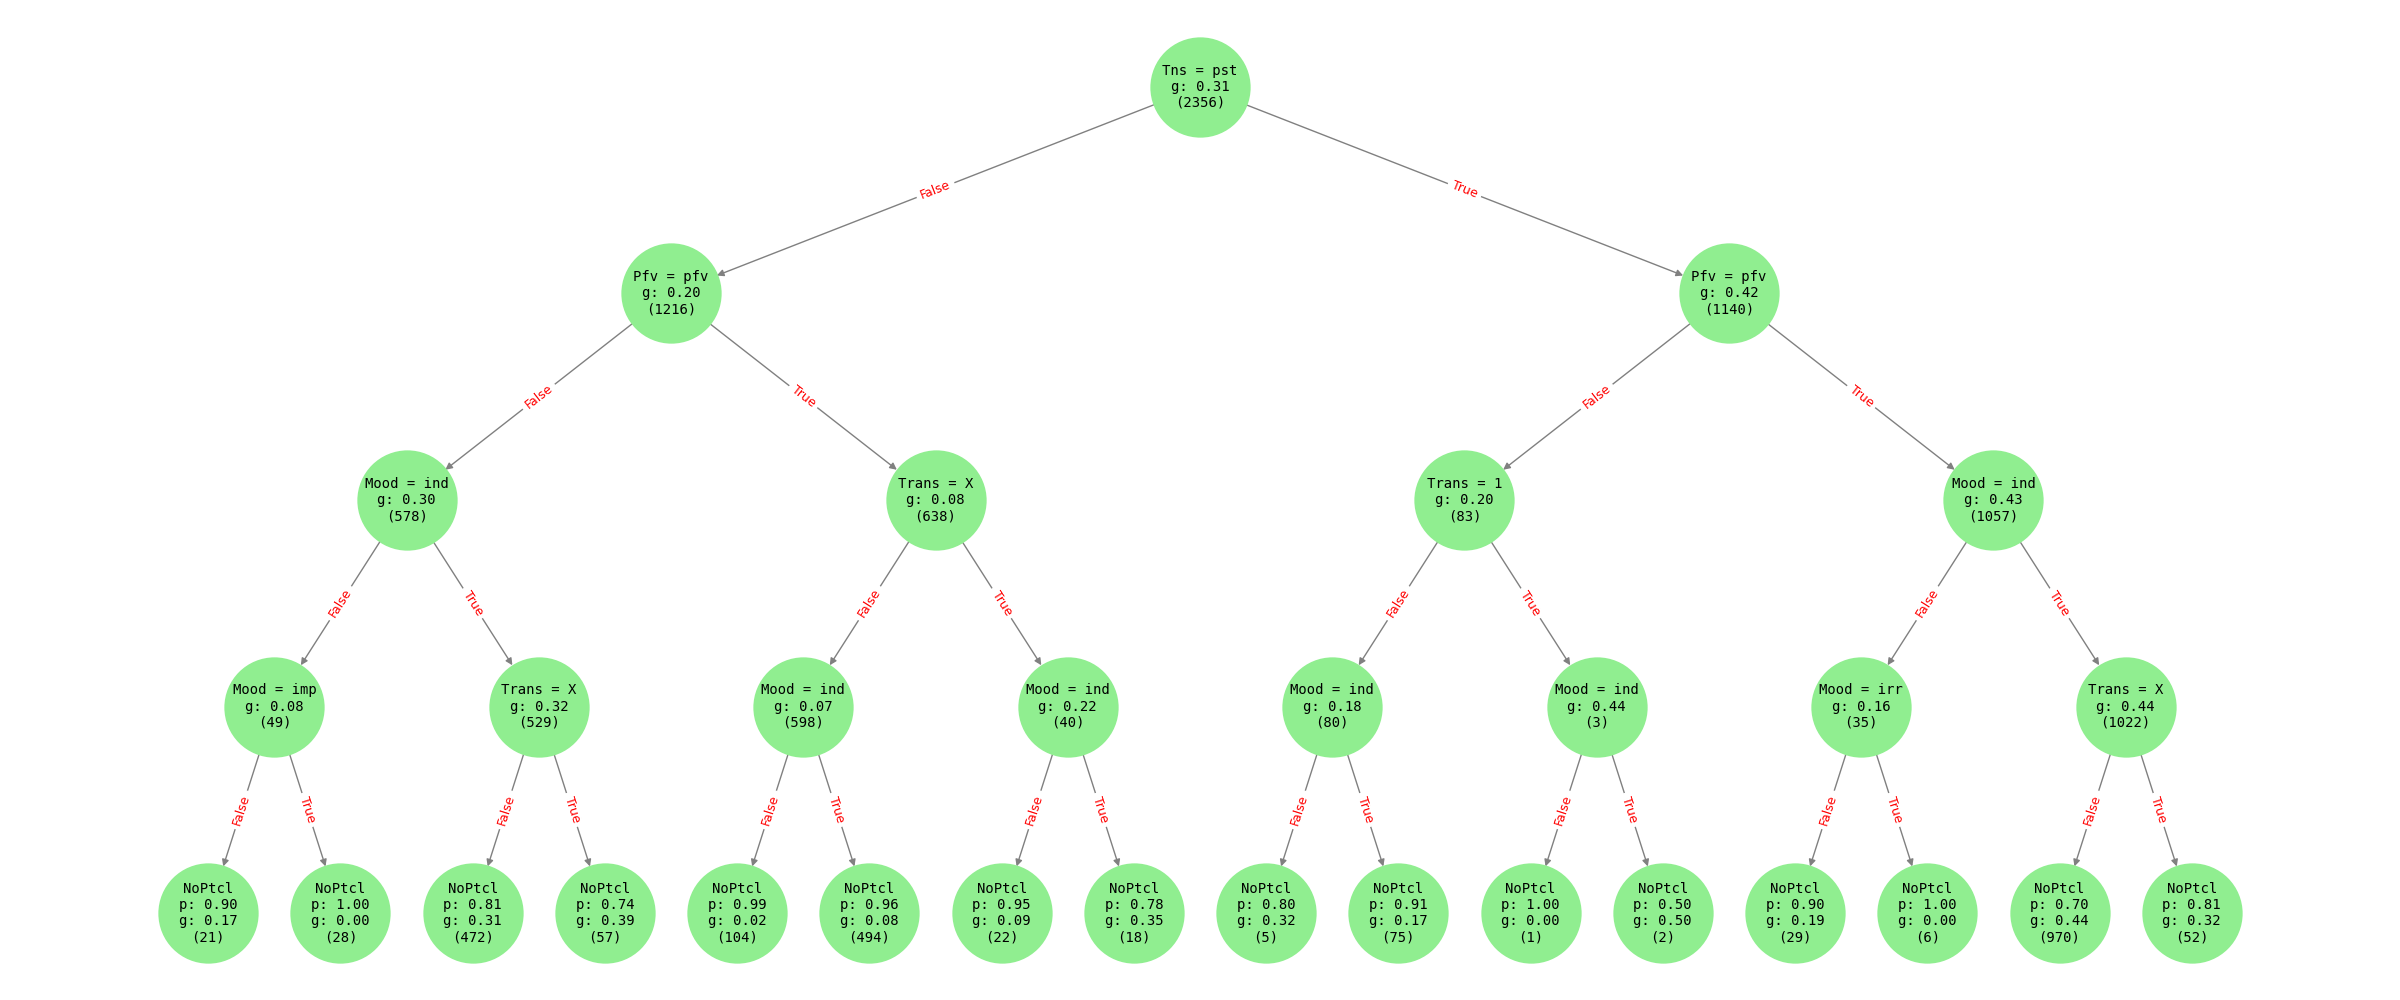 Tns = pst
g: 0.31
(2356)
False
True
Pfv = pfv
g: 0.20
(1216)
Pfv = pfv
g: 0.42
(1140)
False
True
False
True
Mood = ind
g: 0.30
(578)
Trans = X
g: 0.08
(638)
Trans = 1
g: 0.20
(83)
Mood = ind
g: 0.43
(1057)
False
True
False
True
False
True
False
True
Mood = imp
g: 0.08
(49)
Trans = X
g: 0.32
(529)
Mood = ind
g: 0.07
(598)
Mood = ind
g: 0.22
(40)
Mood = ind
g: 0.18
(80)
Mood = ind
g: 0.44
(3)
Mood = irr
g: 0.16
(35)
Trans = X
g: 0.44
(1022)
False
True
False
True
False
True
False
True
False
True
False
True
False
True
False
True
NoPtcl
p: 0.90
g: 0.17
(21)
NoPtcl
p: 1.00
g: 0.00
(28)
NoPtcl
p: 0.81
g: 0.31
(472)
NoPtcl
p: 0.74
g: 0.39
(57)
NoPtcl
p: 0.99
g: 0.02
(104)
NoPtcl
p: 0.96
g: 0.08
(494)
NoPtcl
p: 0.95
g: 0.09
(22)
NoPtcl
p: 0.78
g: 0.35
(18)
NoPtcl
p: 0.80
g: 0.32
(5)
NoPtcl
p: 0.91
g: 0.17
(75)
NoPtcl
p: 1.00
g: 0.00
(1)
NoPtcl
p: 0.50
g: 0.50
(2)
NoPtcl
p: 0.90
g: 0.19
(29)
NoPtcl
p: 1.00
g: 0.00
(6)
NoPtcl
p: 0.70
g: 0.44
(970)
NoPtcl
p: 0.81
g: 0.32
(52)